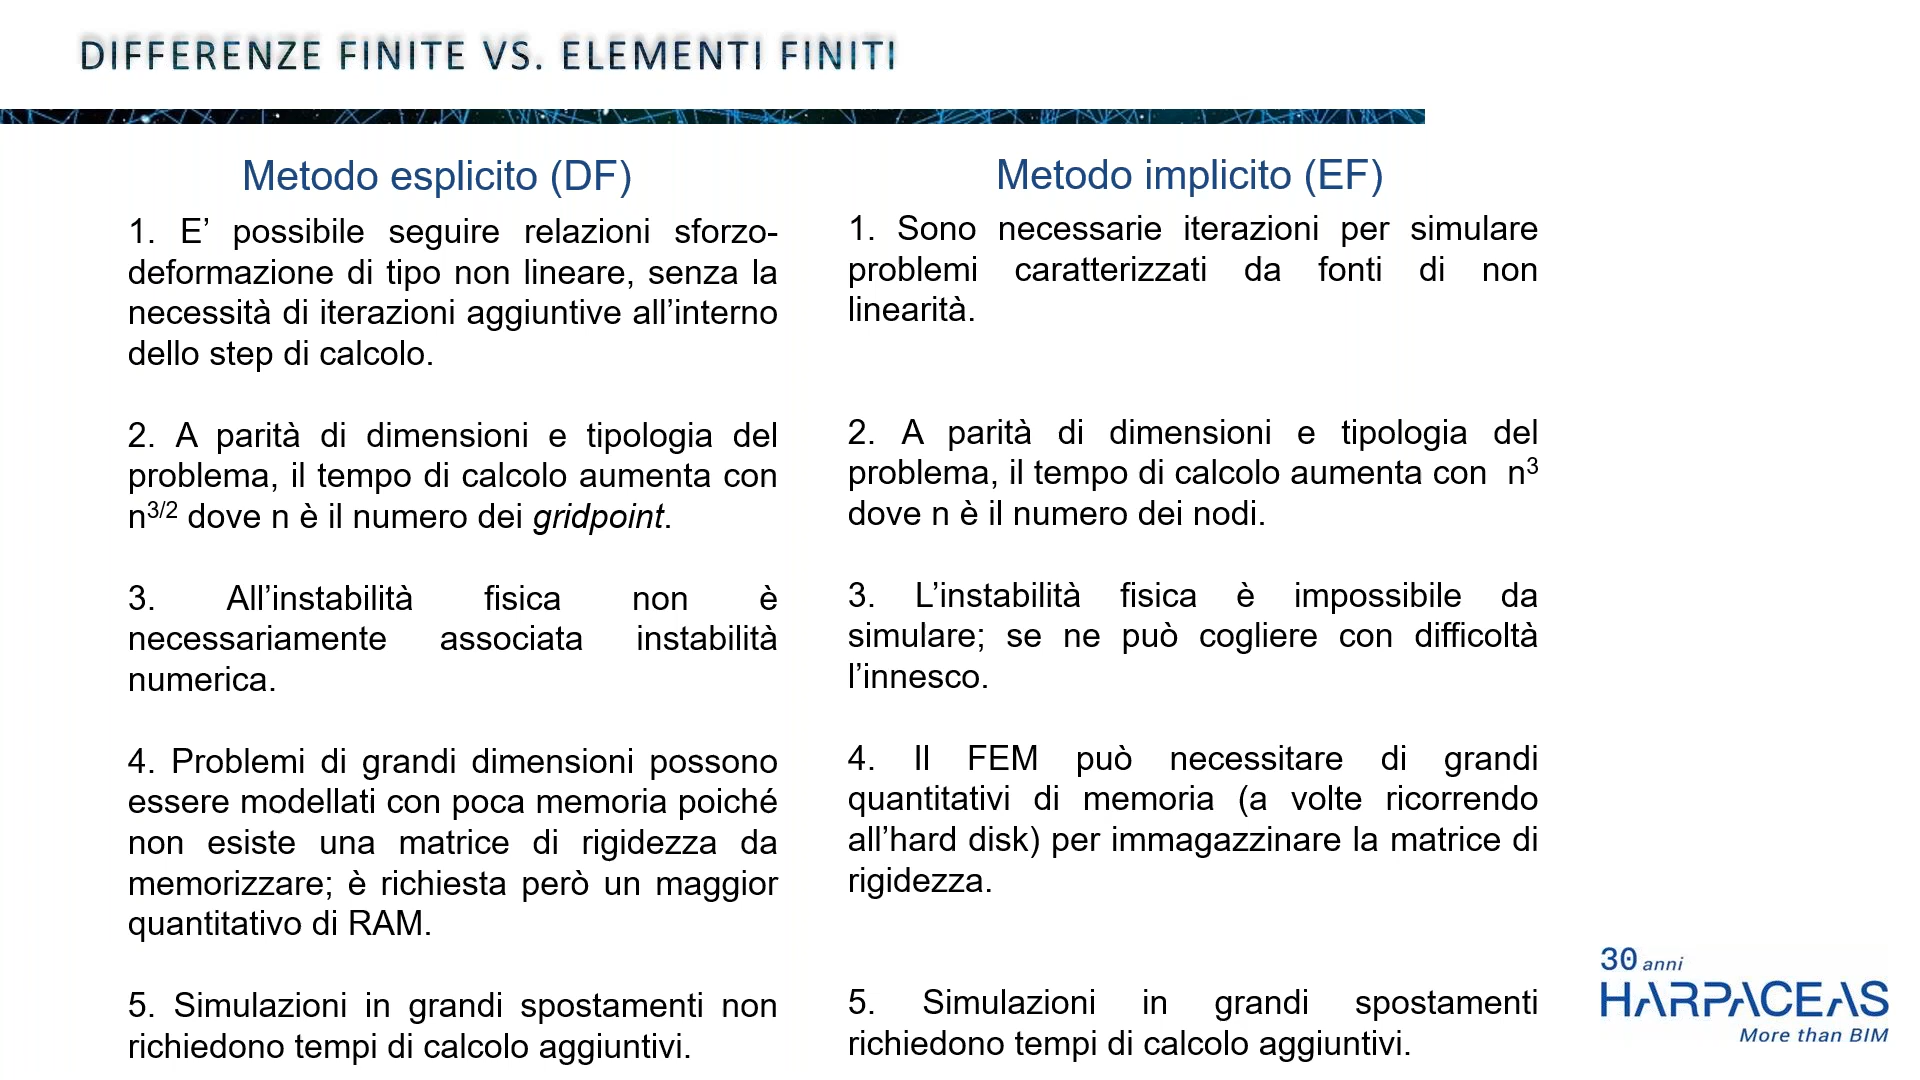 DIFFERENZE FINITE VS. ELEMENTI FINITI
Metodo esplicito (DF)
1. E’ possibile seguire relazioni sforzo-
deformazione di tipo non lineare, senza la
necessità di iterazioni aggiuntive all’interno
dello step di calcolo.
2. A parità di dimensioni e tipologia del
problema, il tempo di calcolo aumenta con
n3/2 dove n è il numero dei gridpoint.
3. All’instabilità fisica non è
necessariamente associata instabilità
numerica.
4. Problemi di grandi dimensioni possono
essere modellati con poca memoria poiché
non esiste una matrice di rigidezza da
memorizzare; è richiesta però un maggior
quantitativo di RAM.
5. Simulazioni in grandi spostamenti non
richiedono tempi di calcolo aggiuntivi.
Metodo implicito (EF)
1. Sono necessarie iterazioni per simulare
problemi caratterizzati da fonti di non
linearità.
2. A parità di dimensioni e tipologia del
problema, il tempo di calcolo aumenta con n3
dove n è il numero dei nodi.
3. L’instabilità fisica è impossibile da
simulare; se ne può cogliere con difficoltà
l’innesco.
4. Il FEM può necessitare di grandi
quantitativi di memoria (a volte ricorrendo
all’hard disk) per immagazzinare la matrice di
rigidezza.
5. Simulazioni in grandi spostamenti
richiedono tempi di calcolo aggiuntivi.
30 anni
HARPACEAS
More than BIM